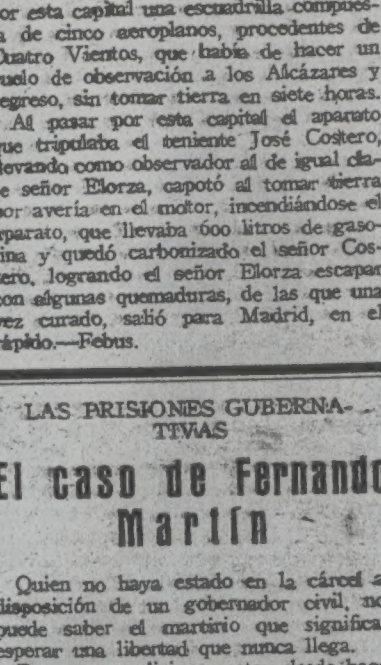 or esta capital una escuadrilla compues-
a de cinco aeroplanos, procedentes de
Cuatro Vientos, que había de hacer un
uelo de observación a los Alcázares y
egreso, sin tomar tierra en siete horas.
Al pasar por esta capital el aparato
que tripulaba el teniente José Costero,
levando como observador al de igual cla-
e señor Elorza, capotó al tomar tierra
por avería en el motor, incendiándose el
aparato, que llevaba 600 litros de gaso-
ina y quedó carbonizado el señor Cos-
ero, logrando el señor Elorza escapar
con algunas quemaduras, de las que una
vez curado, salió para Madrid, en el
rápido.—Febus.
LAS PRISIONES GUBERNA-
TIVAS
El caso de Fernando
Martín
Quien no haya estado en la cárcel a
disposición de un gobernador civil, no
puede saber el martirio que significa
esperar una libertad que nunca llega.